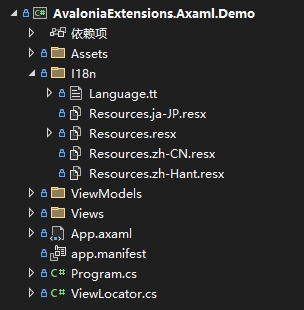 AvaloniaExtensions.Axaml.Demo
依赖项
Assets
I18n
Language.tt
Resources.ja-JP.resx
Resources.resx
Resources.zh-CN.resx
Resources.zh-Hant.resx
ViewModels
Views
App.axaml
app.manifest
C# Program.cs
C# ViewLocator.cs